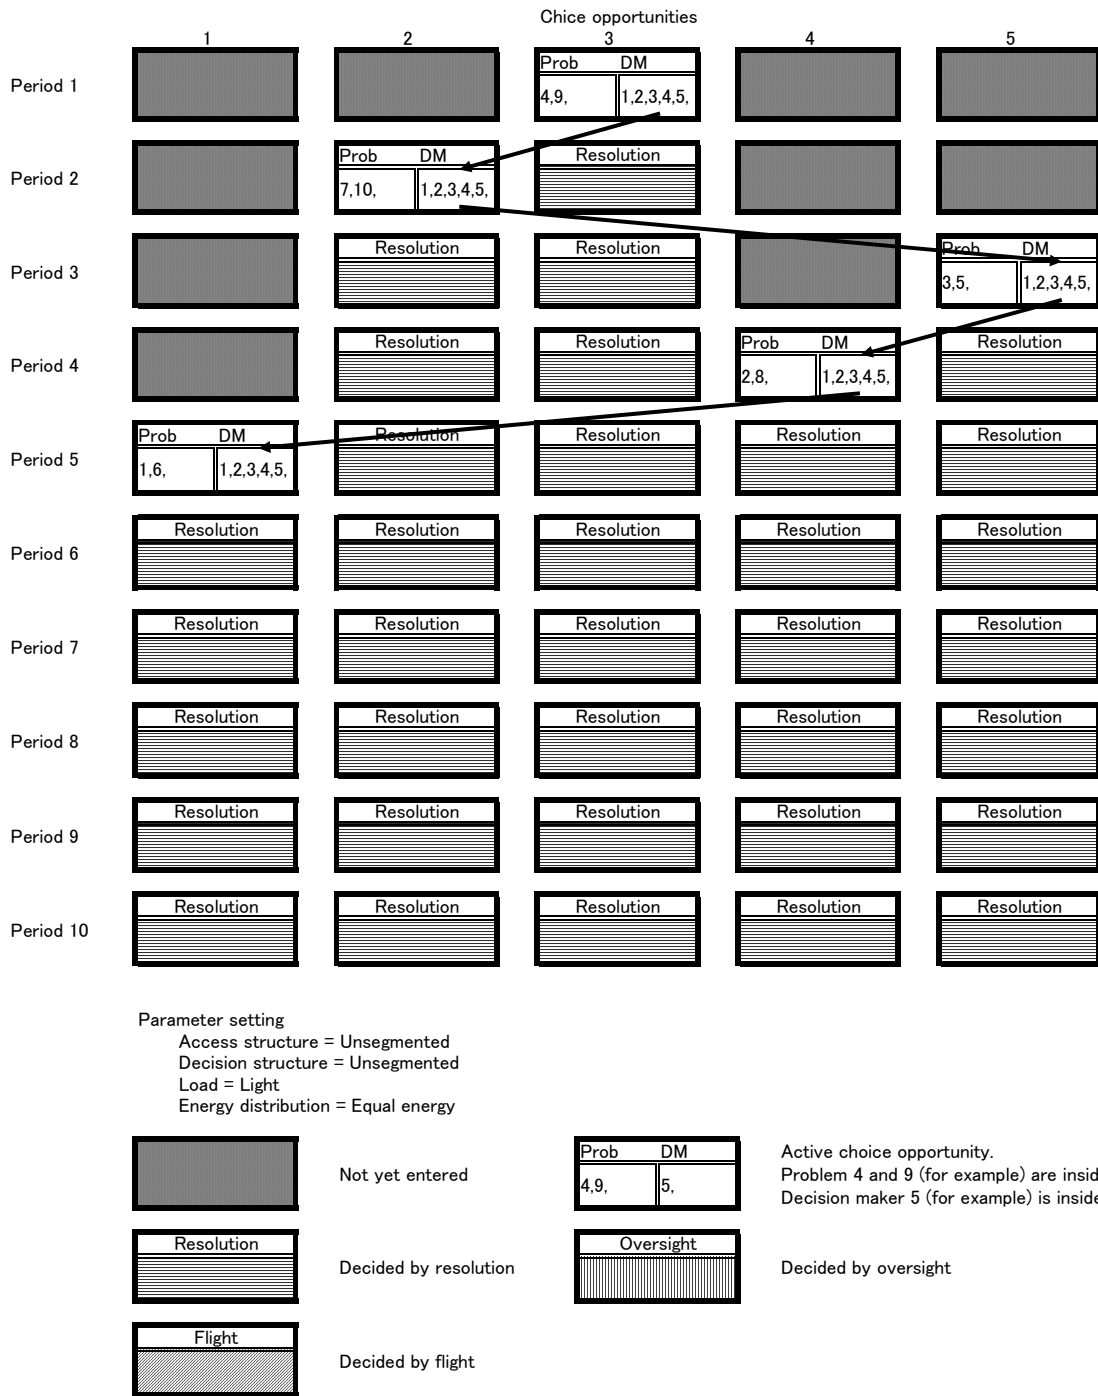 Chice opportunities
1 2 3 4 5
Prob DM
Period 1
4,9, 1,2,3,4,5,
Prob DM Resolution
Period 2
7,10, 1,2,3,4,5,
Resolution Resolution Prob DM
Period 3
3,5, 1,2,3,4,5,
Resolution Resolution Prob DM Resolution
Period 4
2,8, 1,2,3,4,5,
Prob DM Resolution Resolution Resolution Resolution
Period 5
1,6, 1,2,3,4,5,
Resolution Resolution Resolution Resolution Resolution
Period 6
Resolution Resolution Resolution Resolution Resolution
Period 7
Resolution Resolution Resolution Resolution Resolution
Period 8
Resolution Resolution Resolution Resolution Resolution
Period 9
Resolution Resolution Resolution Resolution Resolution
Period 10
Parameter setting
Access structure = Unsegmented
Decision structure = Unsegmented
Load = Light
Energy distribution = Equal energy
Not yet entered
Prob DM
4,9, 5,
Active choice opportunity.
Problem 4 and 9 (for example) are insid
Decision maker 5 (for example) is inside
Resolution
Decided by resolution
Oversight
Decided by oversight
Flight
Decided by flight